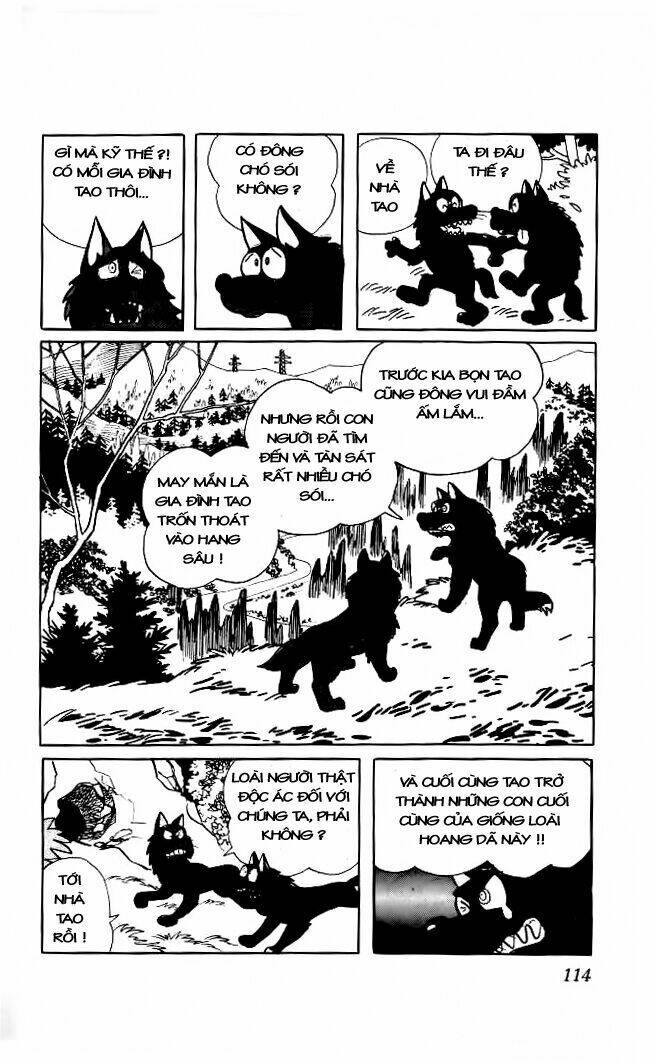 TA ĐI ĐÂU
THẾ ?
VỀ
NHÀ
TAO
CÓ ĐÔNG
CHÓ SÓI
KHÔNG ?
GÌ MÀ KỸ THẾ ?!
CÓ MỖI GIA ĐÌNH
TAO THÔI...
TRƯỚC KIA BỌN TAO
CŨNG ĐÔNG VUI ĐẦM
ẤM LẮM...
NHƯNG RỒI CON
NGƯỜI ĐÃ TÌM
ĐẾN VÀ TÀN SÁT
RẤT NHIỀU CHÓ
SÓI...
MAY MẮN LÀ
GIA ĐÌNH TAO
TRỐN THOÁT
VÀO HANG
SÂU !
VÀ CUỐI CÙNG TAO TRỞ
THÀNH NHỮNG CON CUỐI
CÙNG CỦA GIỐNG LOÀI
HOANG DÃ NÀY !!
LOÀI NGƯỜI THẬT
ĐỘC ÁC ĐỐI VỚI
CHÚNG TA, PHẢI
KHÔNG ?
TỚI
NHÀ
TAO
RỒI !
114